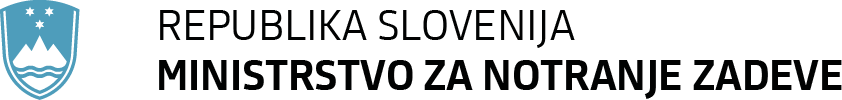 REPUBLIKA SLOVENIJA
MINISTRSTVO ZA NOTRANJE ZADEVE